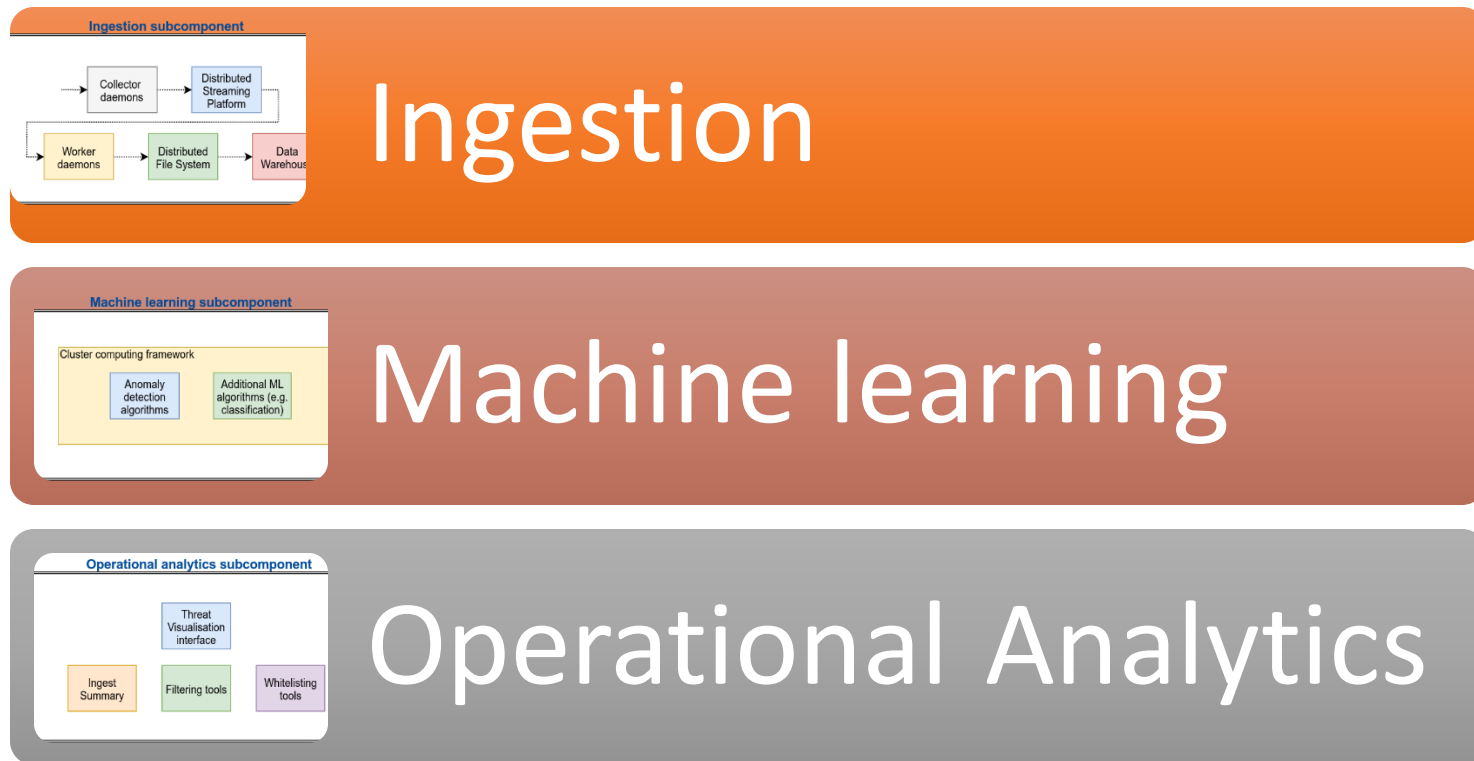 Ingestion subcomponent
Collector
daemons
Distributed
Streaming
Platform
Worker
daemons
Distributed
File System
Data
Warehous
Ingestion
Machine learning subcomponent
Cluster computing framework
Anomaly
detection
algorithms
Additional ML
algorithms (e.g.
classification)
Machine learning
Operational analytics subcomponent
Threat
Visualisation
interface
Ingest
Summary
Filtering tools
Whitelisting
tools
Operational Analytics